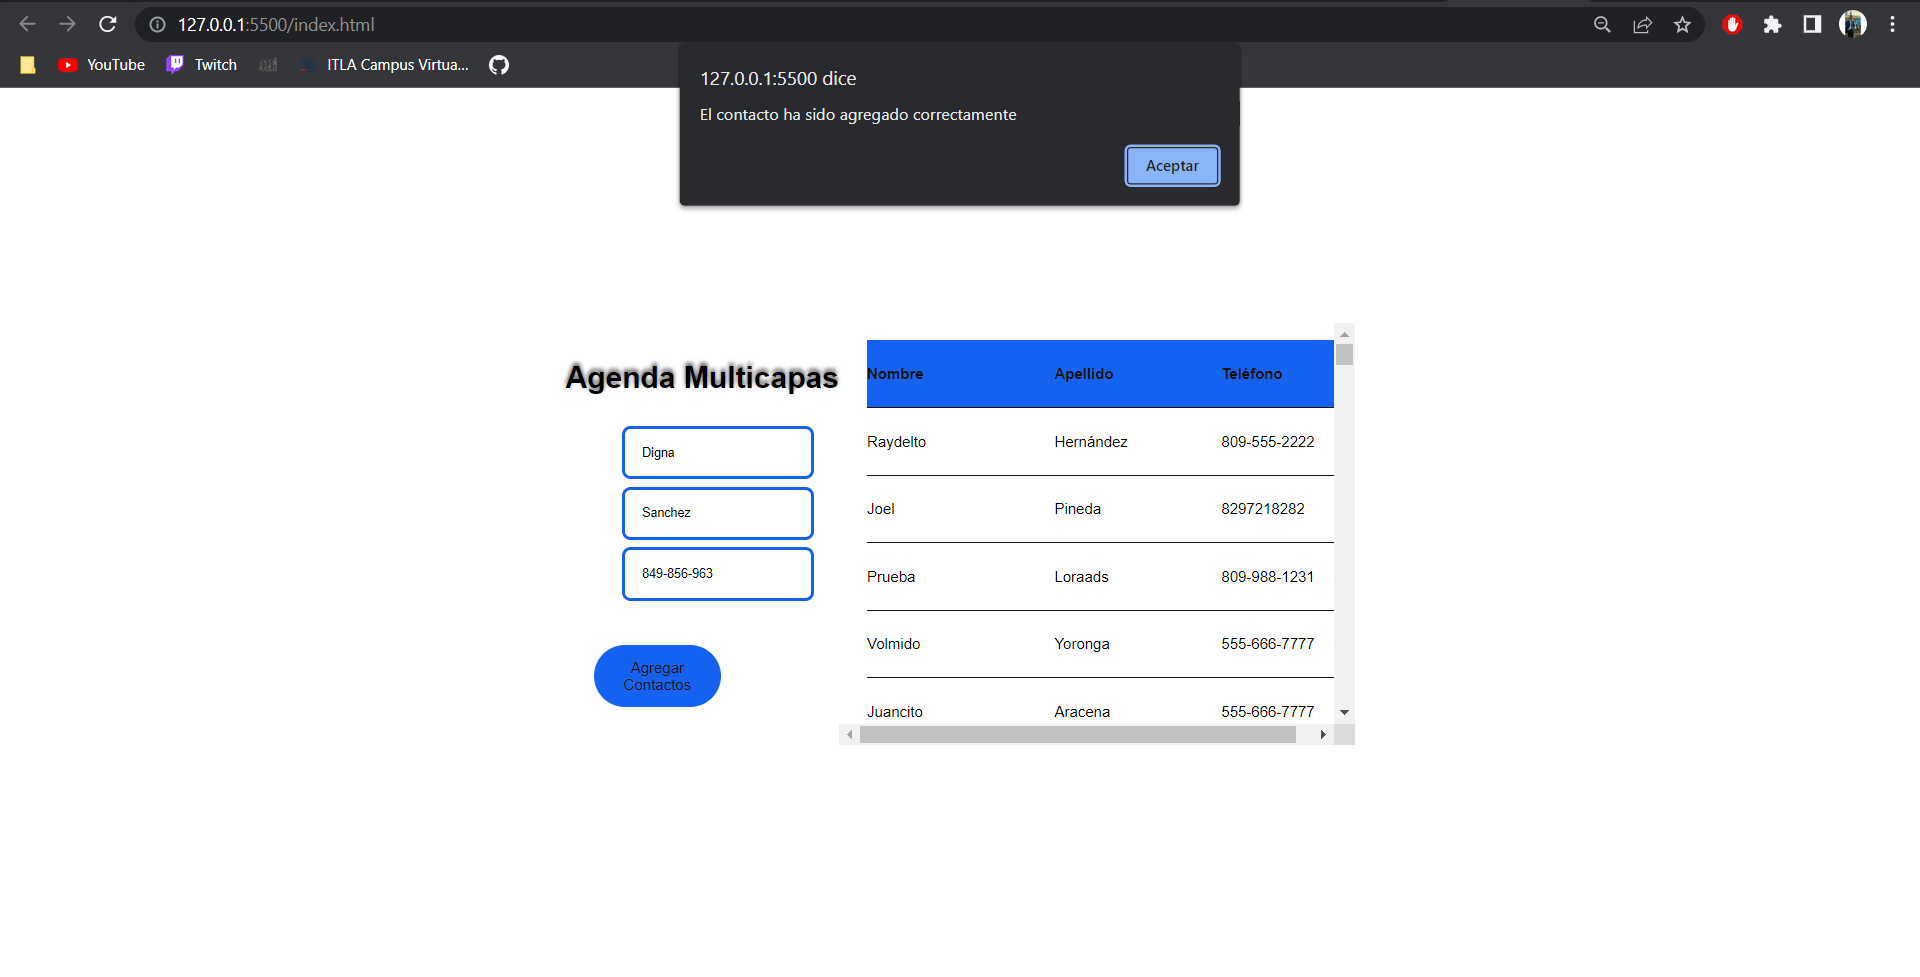 127.0.0.1:5500/index.html
YouTube
Twitch
ITLA Campus Virtua...
127.0.0.1:5500 dice
El contacto ha sido agregado correctamente
Aceptar
Agenda Multicapas
Digna
Sanchez
849-856-963
Agregar
Contactos
Nombre Apellido Teléfono
Raydelto Hernández 809-555-2222
Joel Pineda 8297218282
Prueba Loraads 809-988-1231
Volmido Yoronga 555-666-7777
Juancito Aracena 555-666-7777